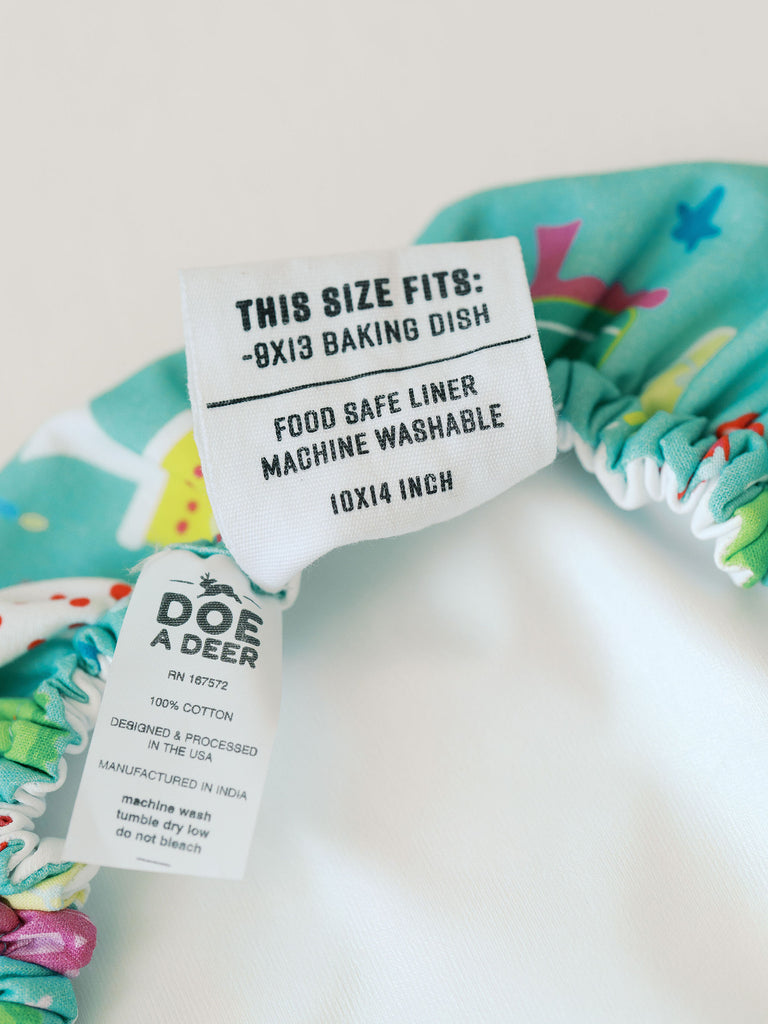 THIS SIZE FITS:
-9X13 BAKING DISH
FOOD SAFE LINER
MACHINE WASHABLE
10X14 INCH
DOE
A DEER
RN 167572
100% COTTON
DESIGNED & PROCESSED
IN THE USA
MANUFACTURED IN INDIA
machine wash
tumble dry low
do not bleach